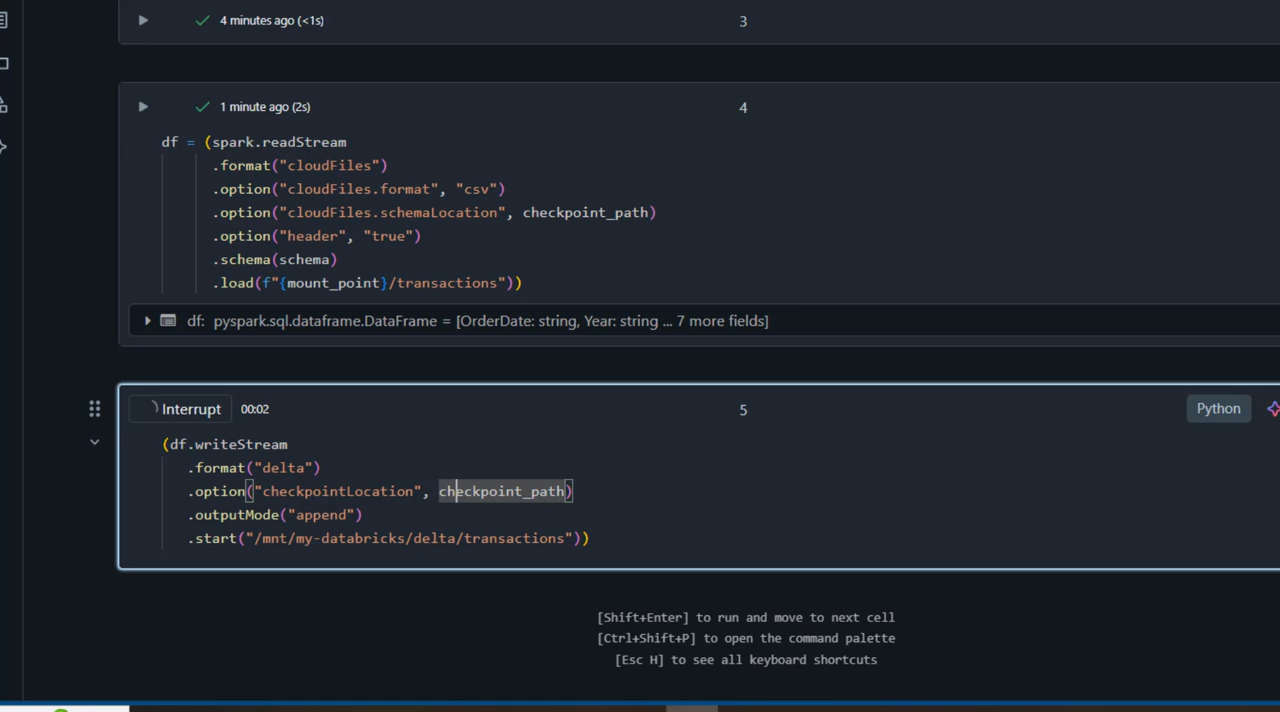 4 minutes ago (<1s) 3
1 minute ago (2s) 4
df = (spark.readStream
.format("cloudFiles")
.option("cloudFiles.format", "csv")
.option("cloudFiles.schemaLocation", checkpoint_path)
.option("header", "true")
.schema(schema)
.load(f"{mount_point}/transactions"))
df: pyspark.sql.dataframe.DataFrame = [OrderDate: string, Year: string ... 7 more fields]
Interrupt 00:02 5 Python
(df.writeStream
.format("delta")
.option("checkpointLocation", checkpoint_path)
.outputMode("append")
.start("/mnt/my-databricks/delta/transactions"))
[Shift+Enter] to run and move to next cell
[Ctrl+Shift+P] to open the command palette
[Esc H] to see all keyboard shortcuts